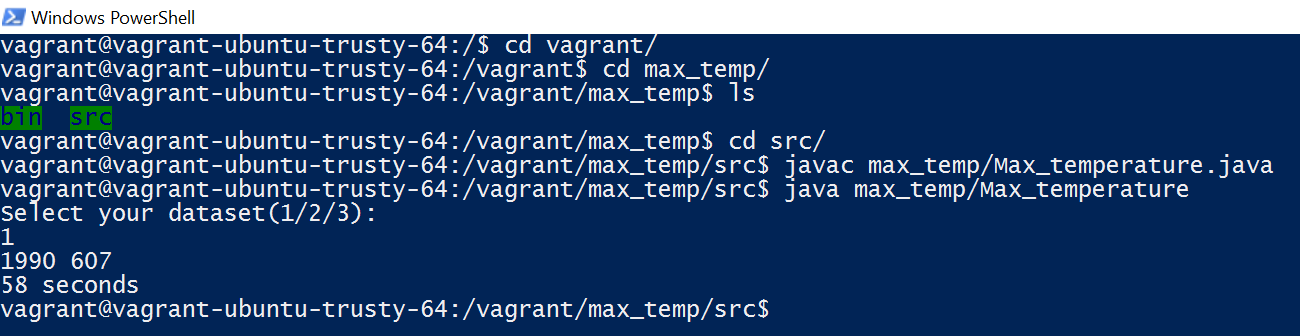 Windows PowerShell
vagrant@vagrant-ubuntu-trusty-64:/$ cd vagrant/
vagrant@vagrant-ubuntu-trusty-64:/vagrant$ cd max_temp/
vagrant@vagrant-ubuntu-trusty-64:/vagrant/max_temp$ ls
bin  src
vagrant@vagrant-ubuntu-trusty-64:/vagrant/max_temp$ cd src/
vagrant@vagrant-ubuntu-trusty-64:/vagrant/max_temp/src$ javac max_temp/Max_temperature.java
vagrant@vagrant-ubuntu-trusty-64:/vagrant/max_temp/src$ java max_temp/Max_temperature
Select your dataset(1/2/3):
1
1990 607
58 seconds
vagrant@vagrant-ubuntu-trusty-64:/vagrant/max_temp/src$